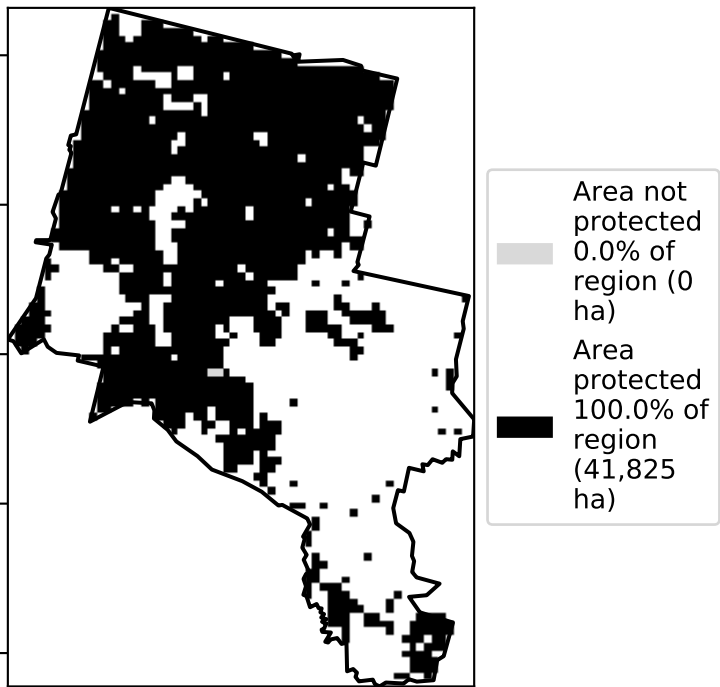 Area not
protected
0.0% of
region (0
ha)
Area
protected
100.0% of
region
(41,825
ha)